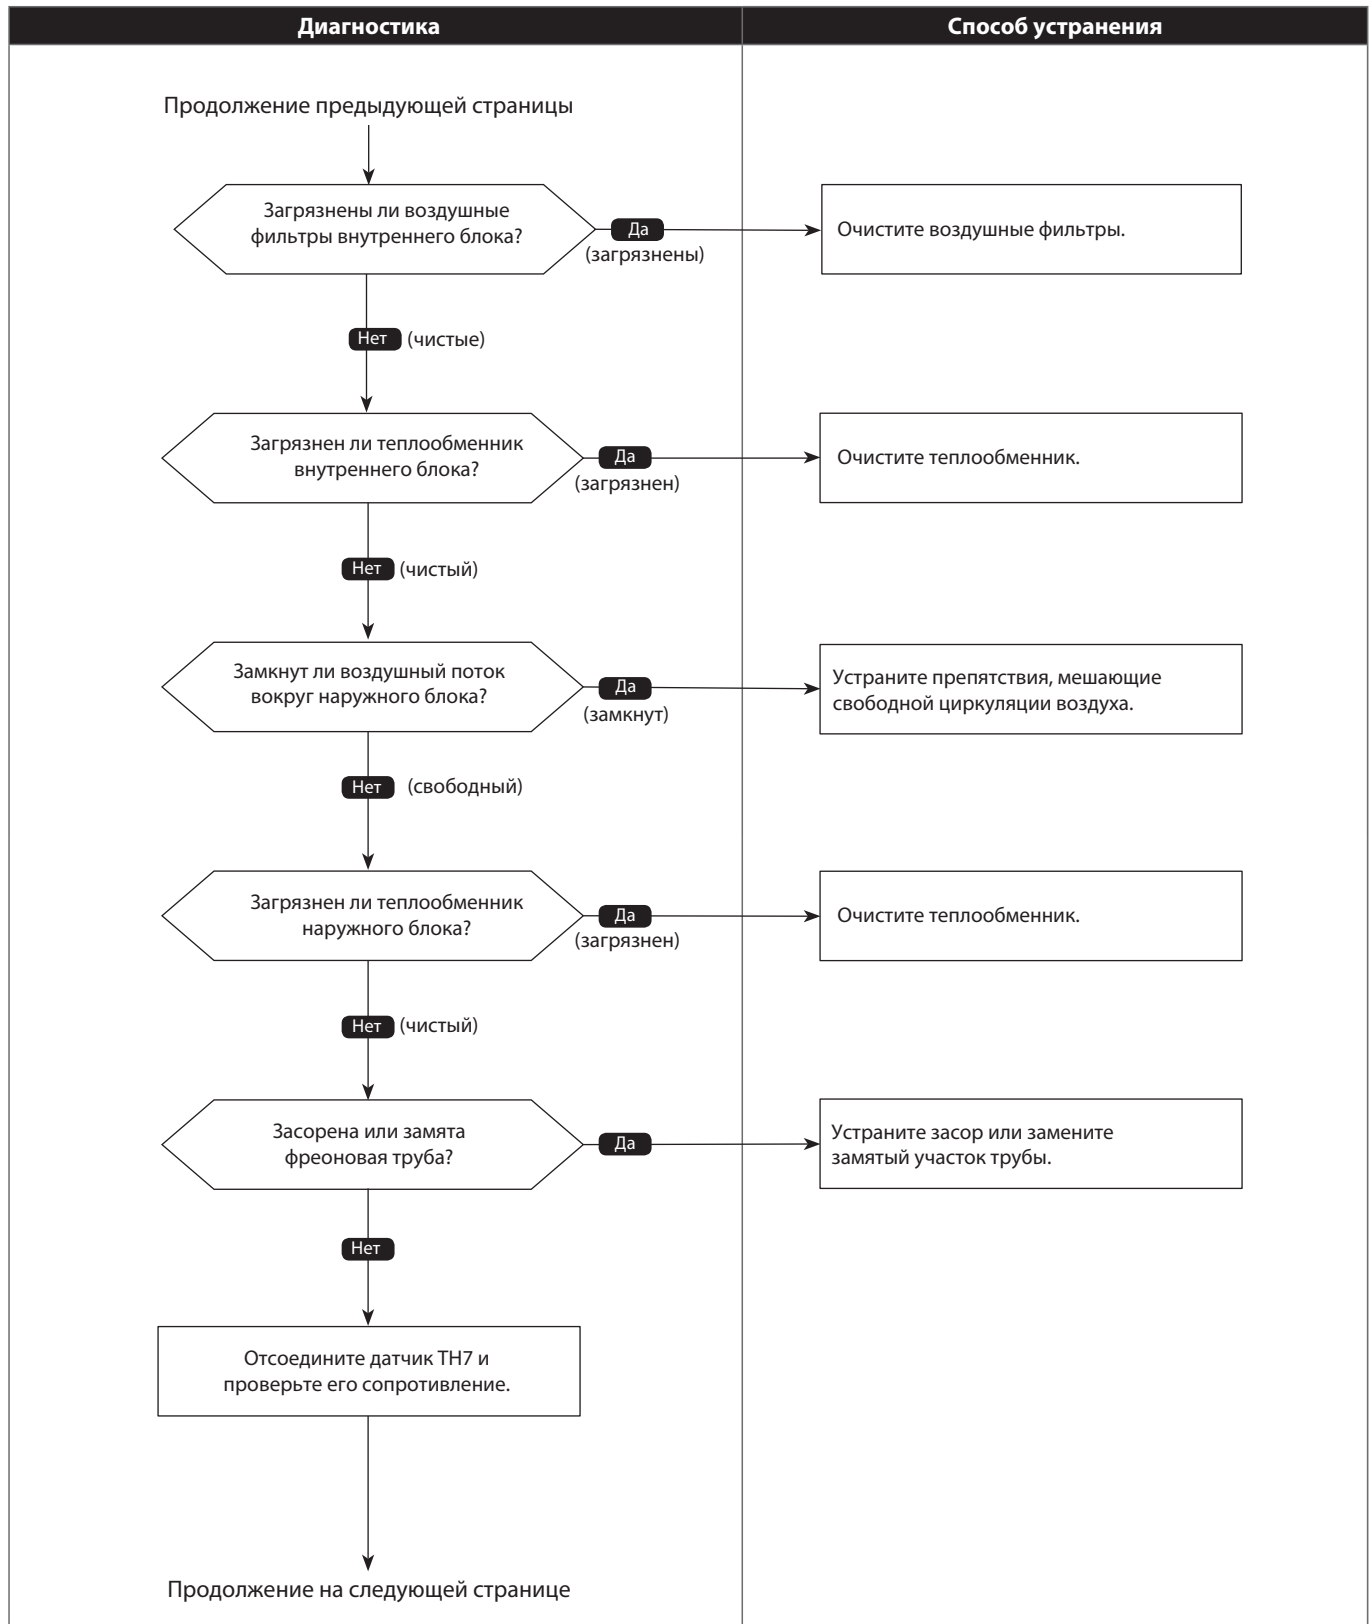 Диагностика
Способ устранения
Продолжение предыдущей страницы
Загрязнены ли воздушные
фильтры внутреннего блока?
Да
(загрязнены)
Очистите воздушные фильтры.
Нет (чистые)
Загрязнен ли теплообменник
внутреннего блока?
Да
(загрязнен)
Очистите теплообменник.
Нет (чистый)
Замкнут ли воздушный поток
вокруг наружного блока?
Да
(замкнут)
Устраните препятствия, мешающие
свободной циркуляции воздуха.
Нет (свободный)
Загрязнен ли теплообменник
наружного блока?
Да
(загрязнен)
Очистите теплообменник.
Нет (чистый)
Засорена или замята
фреоновая труба?
Да
Устраните засор или замените
замятый участок трубы.
Нет
Отсоедините датчик TH7 и
проверьте его сопротивление.
Продолжение на следующей странице